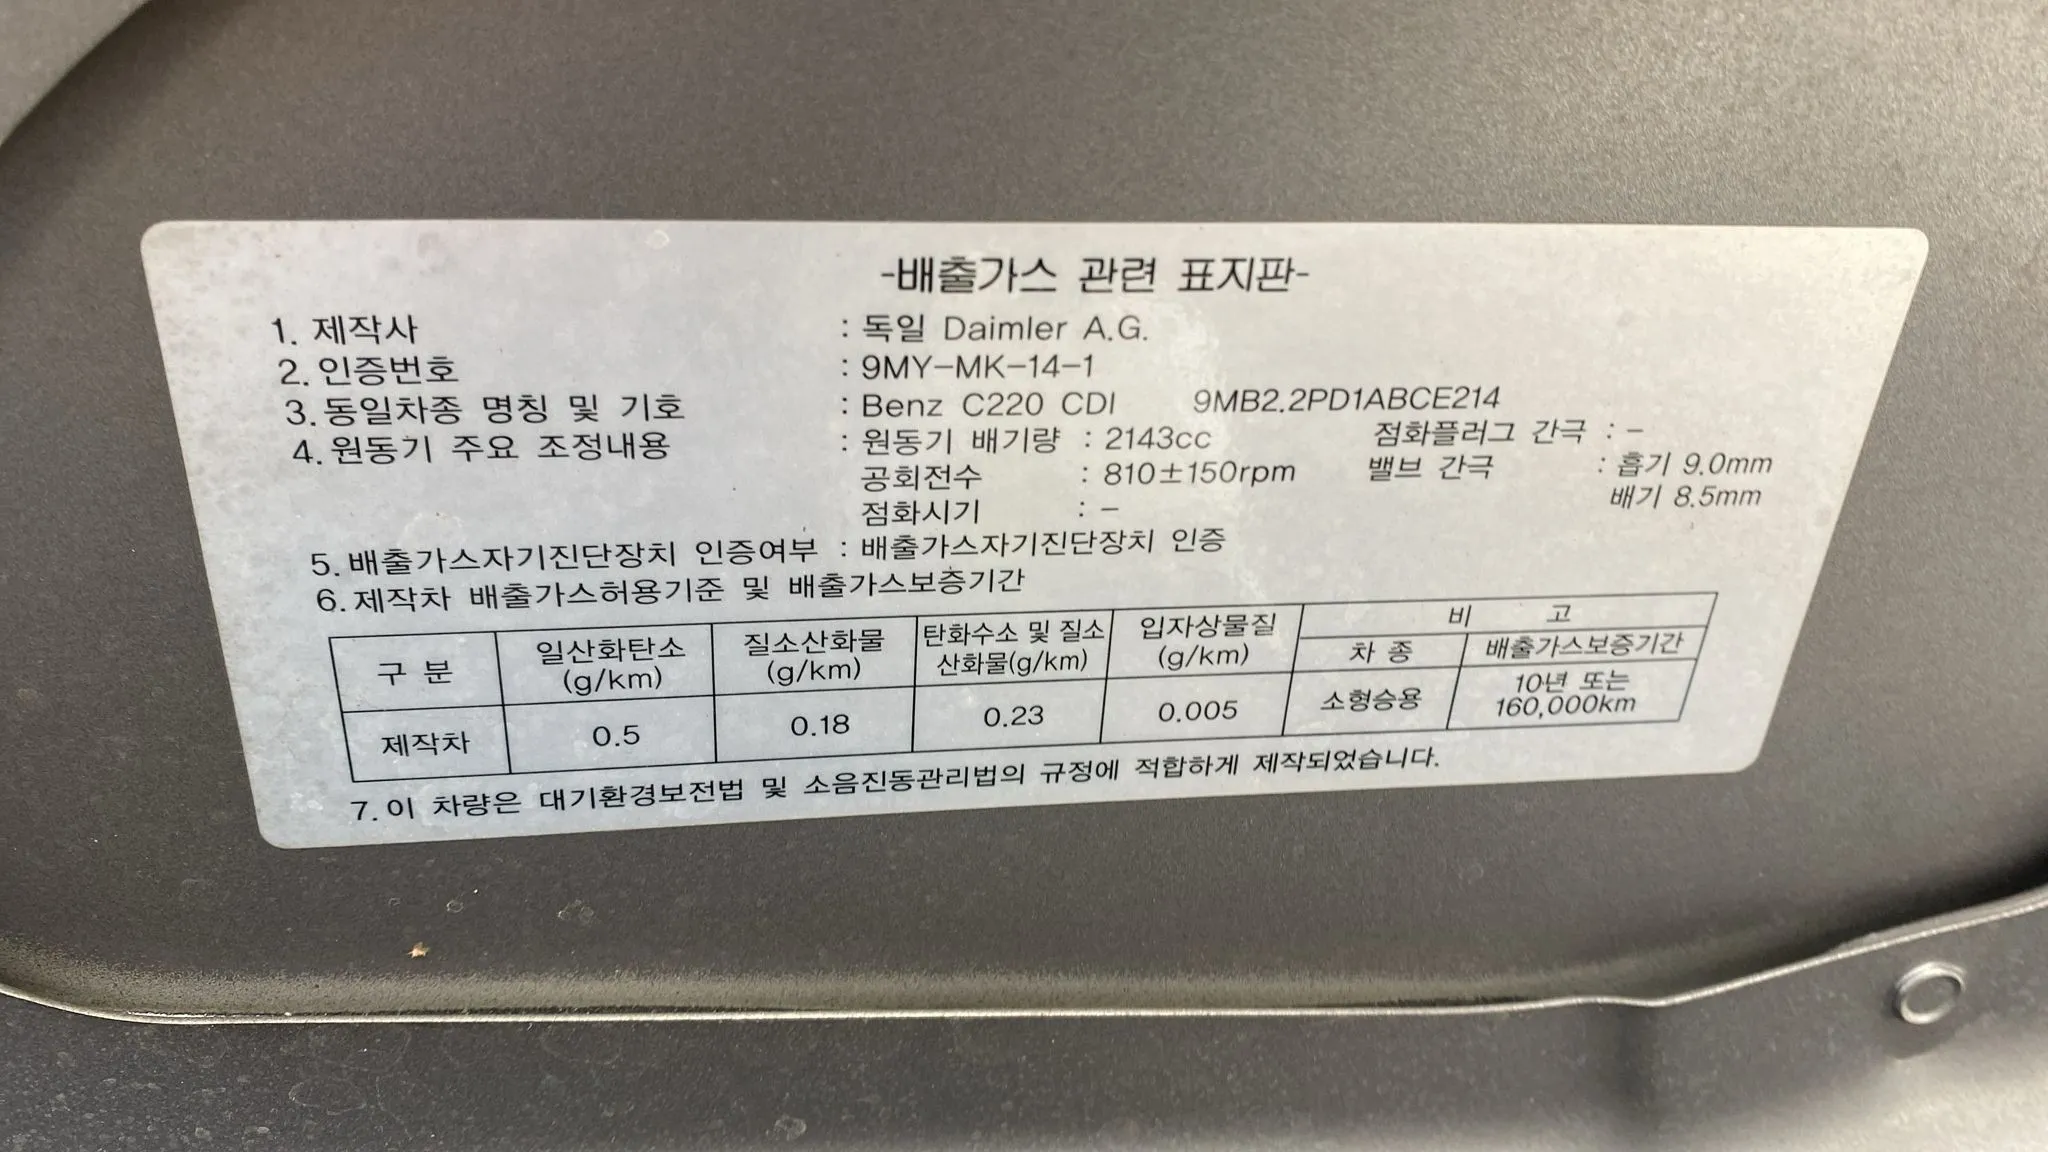 -배출가스 관련 표지판-
1. 제작사 : 독일 Daimler A.G.
2. 인증번호 : 9MY-MK-14-1
3. 동일차종 명칭 및 기호 : Benz C220 CDI 9MB2.2PD1ABCE214
4. 원동기 주요 조정내용 : 원동기 배기량 : 2143cc 점화플러그 간극 : -
공회전수 : 810±150rpm 밸브 간극 : 흡기 9.0mm
점화시기 : - 배기 8.5mm
5. 배출가스자기진단장치 인증여부 : 배출가스자기진단장치 인증
6. 제작차 배출가스허용기준 및 배출가스보증기간
구 분 일산화탄소 (g/km) 질소산화물 (g/km) 탄화수소 및 질소 산화물(g/km) 입자상물질 (g/km) 비 고
차 종 배출가스보증기간
제작차 0.5 0.18 0.23 0.005 소형승용 10년 또는 160,000km
7. 이 차량은 대기환경보전법 및 소음진동관리법의 규정에 적합하게 제작되었습니다.